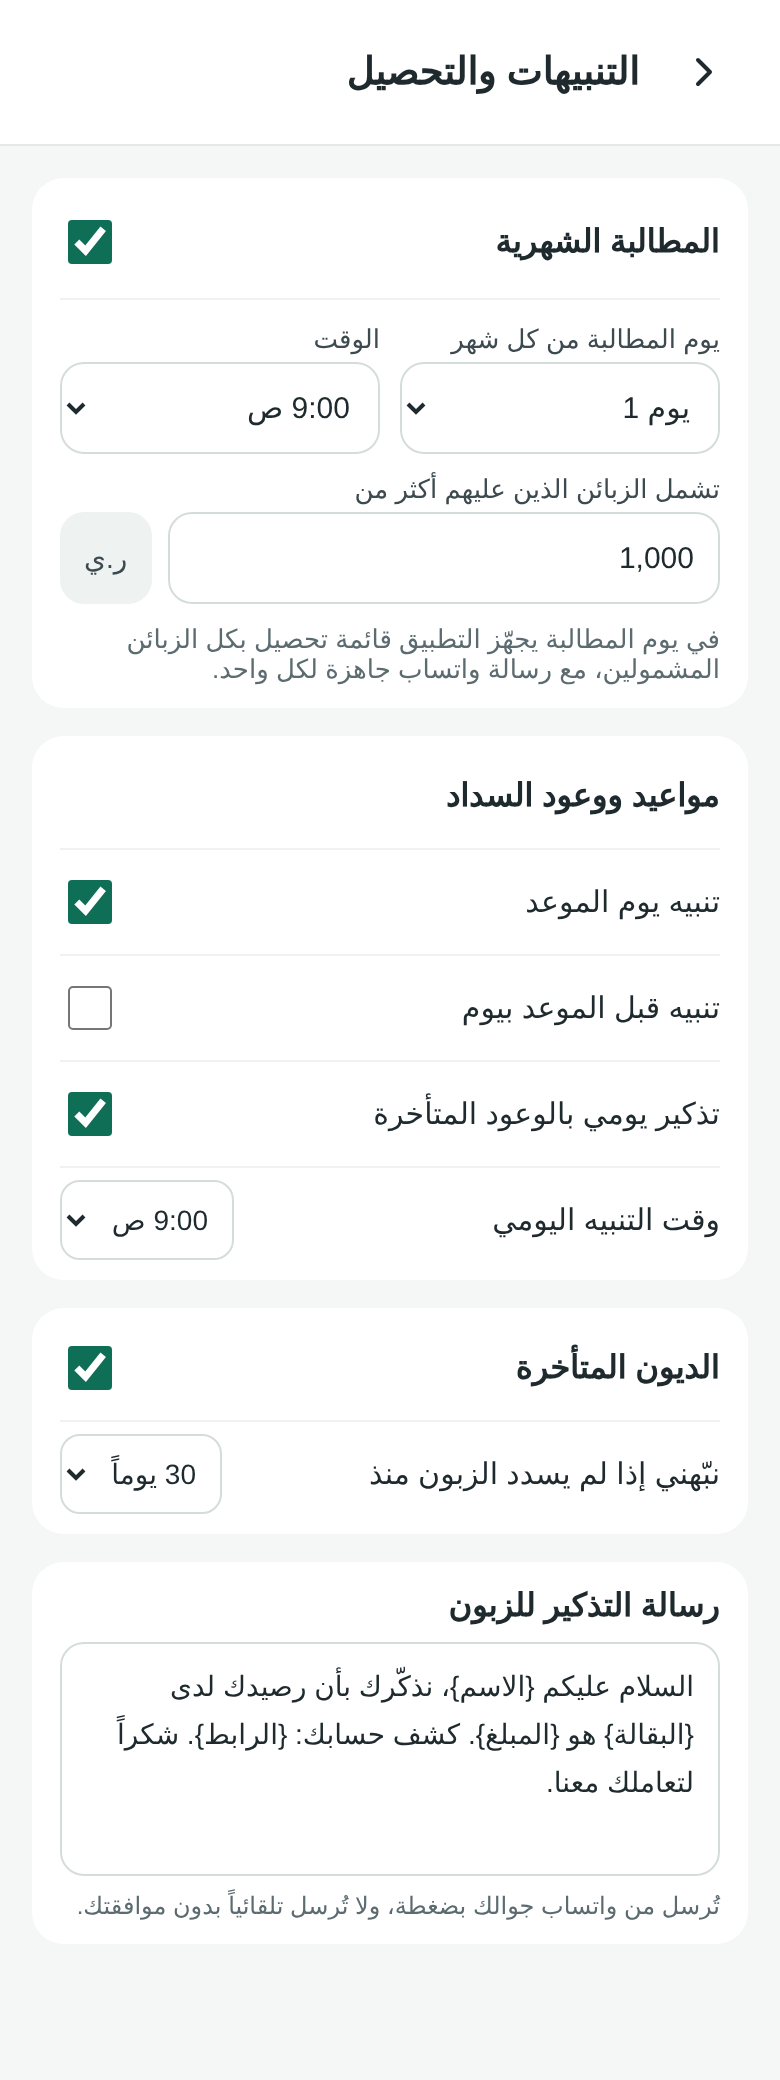 التنبيهات والتحصيل
المطالبة الشهرية
يوم المطالبة من كل شهر
الوقت
يوم 1
9:00 ص
تشمل الزبائن الذين عليهم أكثر من
1,000
ر.ي
في يوم المطالبة يجهّز التطبيق قائمة تحصيل بكل الزبائن
المشمولين، مع رسالة واتساب جاهزة لكل واحد.
مواعيد ووعود السداد
تنبيه يوم الموعد
تنبيه قبل الموعد بيوم
تذكير يومي بالوعود المتأخرة
وقت التنبيه اليومي
9:00 ص
الديون المتأخرة
نبّهني إذا لم يسدد الزبون منذ
30 يوماً
رسالة التذكير للزبون
السلام عليكم {الاسم}، نذكّرك بأن رصيدك لدى
{البقالة} هو {المبلغ}. كشف حسابك: {الرابط}. شكراً
لتعاملك معنا.
تُرسل من واتساب جوالك بضغطة، ولا تُرسل تلقائياً بدون موافقتك.